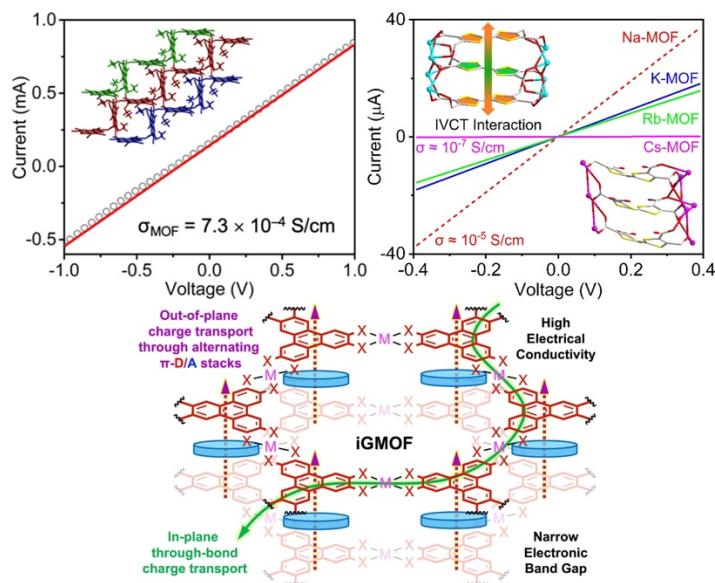 1.0
0.5
0.0
-0.5
-1.0
-0.5
0.0
0.5
1.0
Current (mA)
Voltage (V)
σMOF = 7.3 × 10⁻⁴ S/cm
40
0
-40
-0.4
-0.2
0.0
0.2
0.4
Current (μA)
Voltage (V)
IVCT Interaction
Na-MOF
K-MOF
Rb-MOF
Cs-MOF
σ ≈ 10⁻⁷ S/cm
σ ≈ 10⁻⁵ S/cm
Out-of-plane
charge transport
through alternating
π-D/A stacks
High
Electrical
Conductivity
iGMOF
In-plane
through-bond
charge transport
Narrow
Electronic
Band Gap
X
X
M
X
X
X
X
M
X
X
X
X
M
X
X
X
X
M
X
X
X
X
M
X
X
X
X
M
X
X